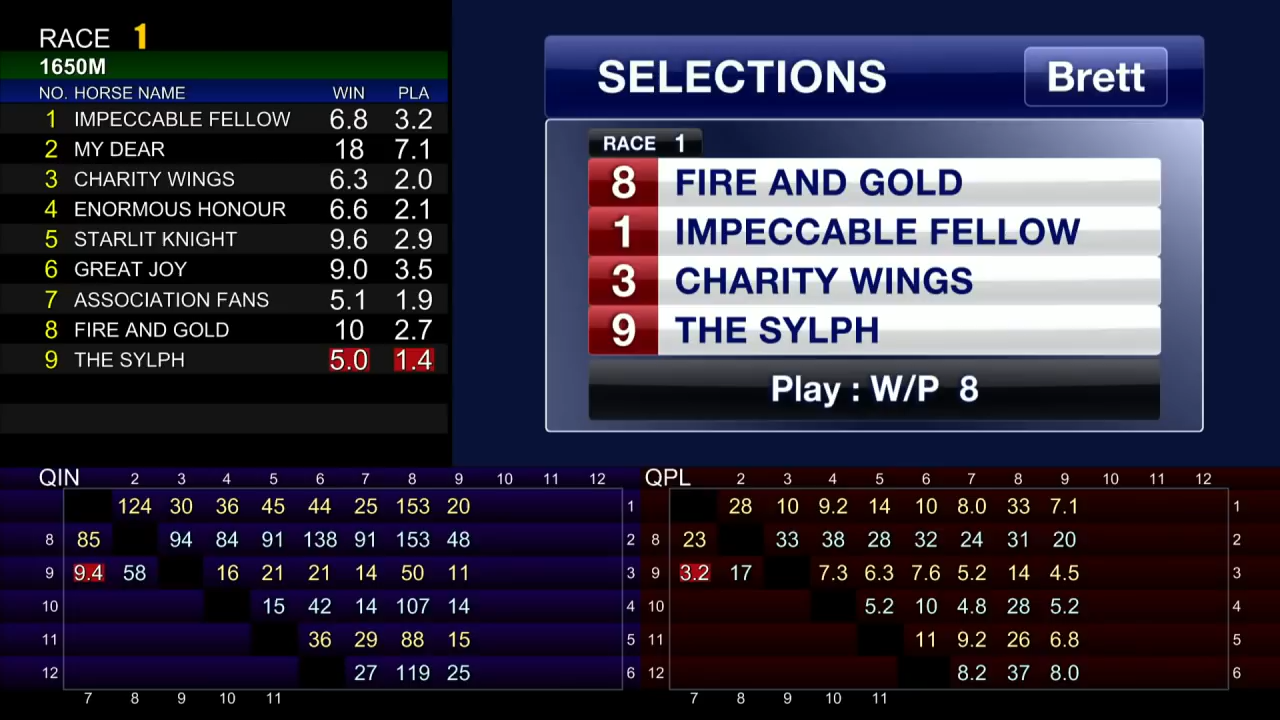 RACE 1
1650M
NO. HORSE NAME WIN PLA
1 IMPECCABLE FELLOW 6.8 3.2
2 MY DEAR 18 7.1
3 CHARITY WINGS 6.3 2.0
4 ENORMOUS HONOUR 6.6 2.1
5 STARLIT KNIGHT 9.6 2.9
6 GREAT JOY 9.0 3.5
7 ASSOCIATION FANS 5.1 1.9
8 FIRE AND GOLD 10 2.7
9 THE SYLPH 5.0 1.4
SELECTIONS Brett
RACE 1
8 FIRE AND GOLD
1 IMPECCABLE FELLOW
3 CHARITY WINGS
9 THE SYLPH
Play : W/P 8
QIN 2 3 4 5 6 7 8 9 10 11 12
124 30 36 45 44 25 153 20 1
8 85 94 84 91 138 91 153 48 2
9 9.4 58 16 21 21 14 50 11 3
10 15 42 14 107 14 4
11 36 29 88 15 5
12 27 119 25 6
7 8 9 10 11
QPL 2 3 4 5 6 7 8 9 10 11 12
28 10 9.2 14 10 8.0 33 7.1 1
8 23 33 38 28 32 24 31 20 2
9 3.2 17 7.3 6.3 7.6 5.2 14 4.5 3
10 5.2 10 4.8 28 5.2 4
11 11 9.2 26 6.8 5
12 8.2 37 8.0 6
7 8 9 10 11